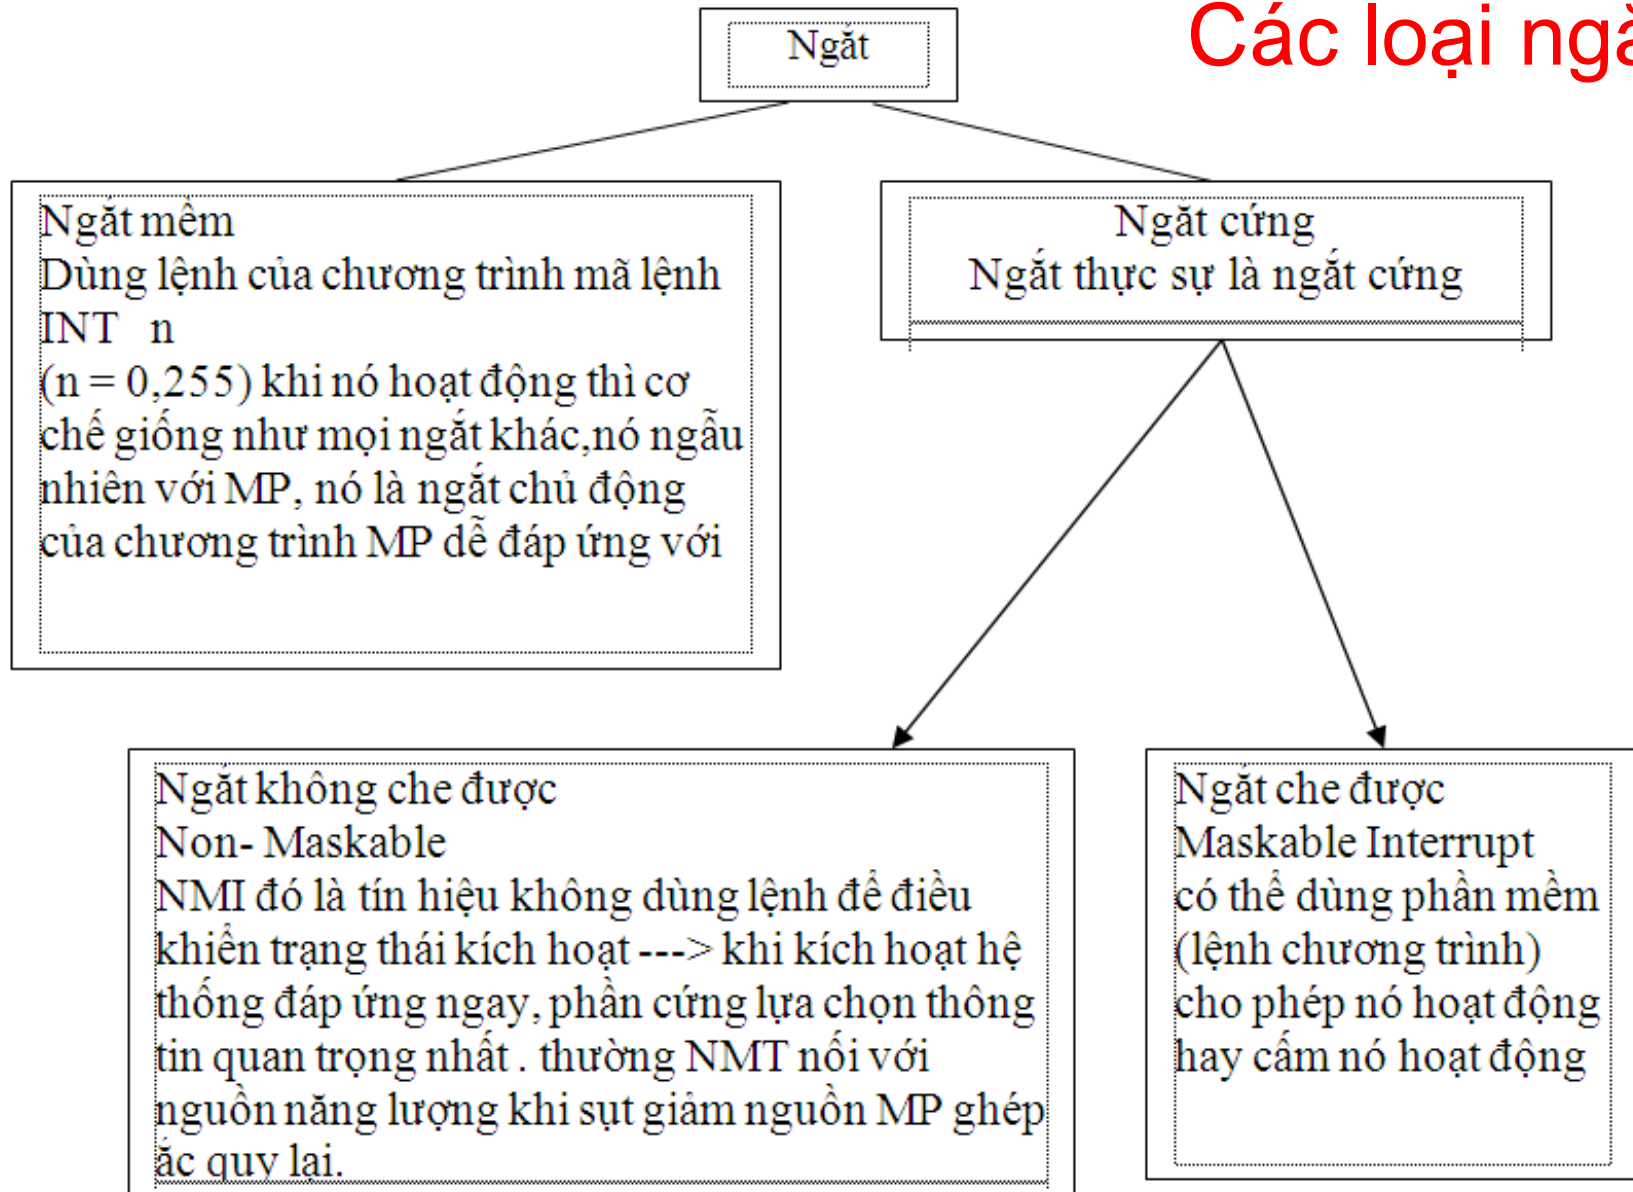 Các loại
Ngắt
Ngắt mềm
Dùng lệnh của chương trình mã lệnh
INT n
(n = 0,255) khi nó hoạt động thì cơ
chế giống như mọi ngắt khác,nó ngẫu
nhiên với MP, nó là ngắt chủ động
của chương trình MP dễ đáp ứng với
Ngắt cứng
Ngắt thực sự là ngắt cứng
Ngắt không che được
Non- Maskable
NMI đó là tín hiệu không dùng lệnh để điều
khiển trạng thái kích hoạt ---> khi kích hoạt hệ
thống đáp ứng ngay, phần cứng lựa chọn thông
tin quan trọng nhất . thường NMT nối với
nguồn năng lượng khi sụt giảm nguồn MP ghép
ắc quy lại.
Ngắt che được
Maskable Interrupt
có thể dùng phần mềm
(lệnh chương trình)
cho phép nó hoạt động
hay cấm nó hoạt động